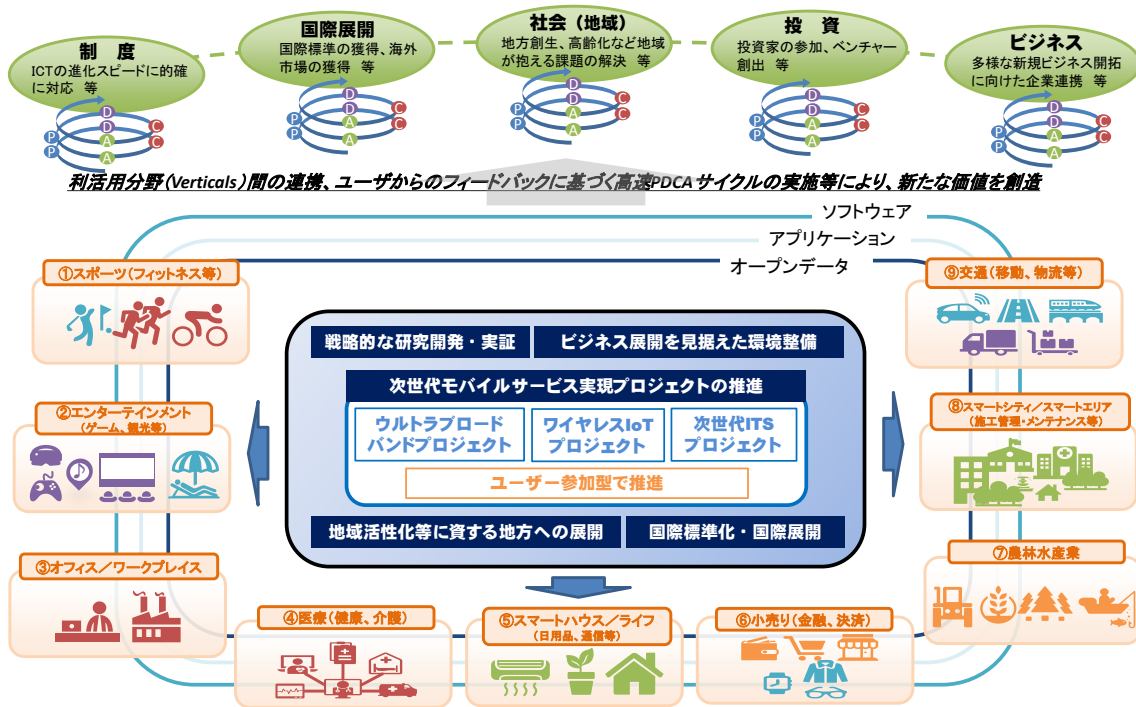 制 度
ICTの進化スピードに的確
に対応 等
国際展開
国際標準の獲得、海外
市場の獲得 等
社会(地域)
地方創生、高齢化など地域
が抱える課題の解決 等
投 資
投資家の参加、ベンチャー
創出 等
ビジネス
多様な新規ビジネス開拓
に向けた企業連携 等
P P D D A A C C
P P D D A A C C
P P D D A A C C
P P D D A A C C
P P D D A A C C
利活用分野(Verticals)間の連携、ユーザからのフィードバックに基づく高速PDCAサイクルの実施等により、新たな価値を創造
ソフトウェア
アプリケーション
オープンデータ
①スポーツ(フィットネス等)
②エンターテインメント
(ゲーム、観光等)
③オフィス/ワークプレイス
④医療(健康、介護)
⑤スマートハウス/ライフ
(日用品、通信等)
⑥小売り(金融、決済)
⑦農林水産業
⑧スマートシティ/スマートエリア
(施工管理・メンテナンス等)
⑨交通(移動、物流等)
戦略的な研究開発・実証
ビジネス展開を見据えた環境整備
次世代モバイルサービス実現プロジェクトの推進
ウルトラブロード
バンドプロジェクト
ワイヤレスIoT
プロジェクト
次世代ITS
プロジェクト
ユーザー参加型で推進
地域活性化等に資する地方への展開
国際標準化・国際展開